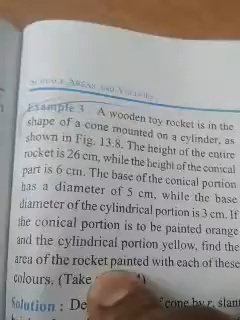 SURFACE AREAS AND VOLUMES
Example 3 A wooden toy rocket is in the
shape of a cone mounted on a cylinder, as
shown in Fig. 13.8. The height of the entire
rocket is 26 cm, while the height of the conical
part is 6 cm. The base of the conical portion
has a diameter of 5 cm, while the base
diameter of the cylindrical portion is 3 cm. If
the conical portion is to be painted orange
and the cylindrical portion yellow, find the
area of the rocket painted with each of these
colours. (Take
Solution : De of cone by r, slant